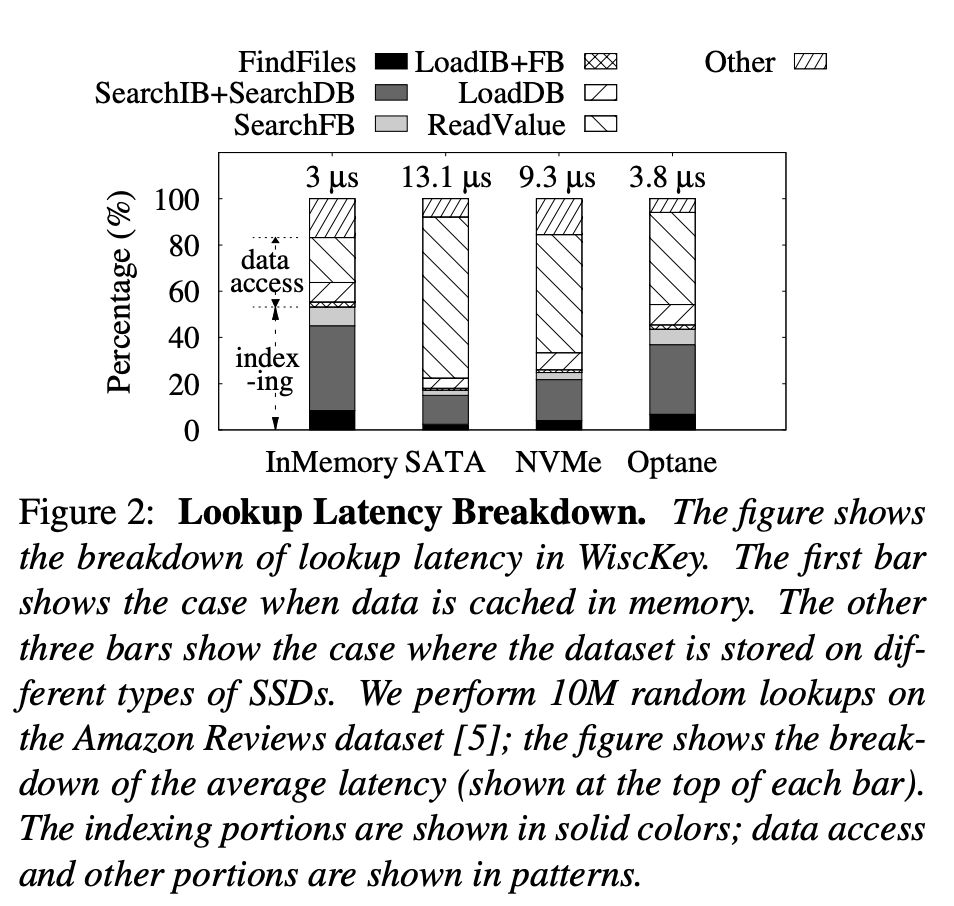 FindFiles LoadIB+FB Other
SearchIB+SearchDB LoadDB
SearchFB ReadValue
3 µs 13.1 µs 9.3 µs 3.8 µs
Percentage (%)
100
80
60
40
20
0
data
access
index
-ing
InMemory SATA NVMe Optane
Figure 2: Lookup Latency Breakdown. The figure shows
the breakdown of lookup latency in WiscKey. The first bar
shows the case when data is cached in memory. The other
three bars show the case where the dataset is stored on dif-
ferent types of SSDs. We perform 10M random lookups on
the Amazon Reviews dataset [5]; the figure shows the break-
down of the average latency (shown at the top of each bar).
The indexing portions are shown in solid colors; data access
and other portions are shown in patterns.